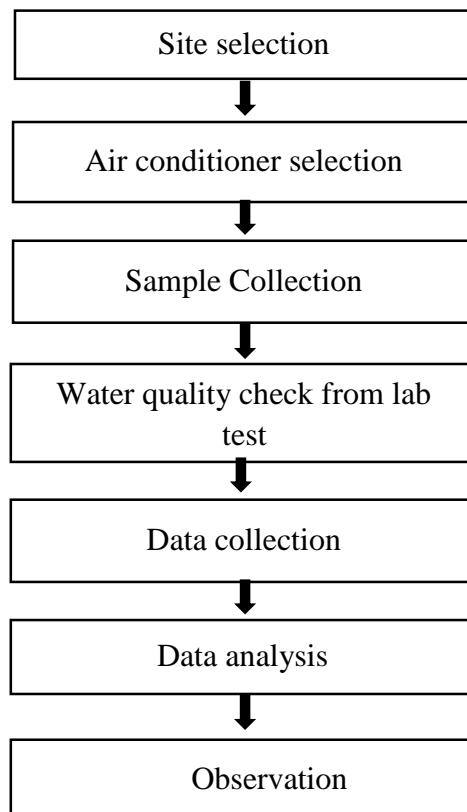 Site selection
Air conditioner selection
Sample Collection
Water quality check from lab
test
Data collection
Data analysis
Observation